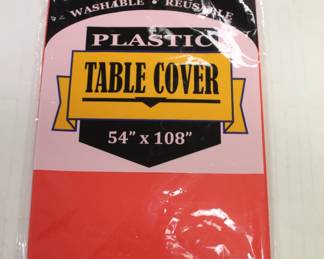 WASHABLE • REUSABLE
PLASTIC
TABLE COVER
54" x 108"